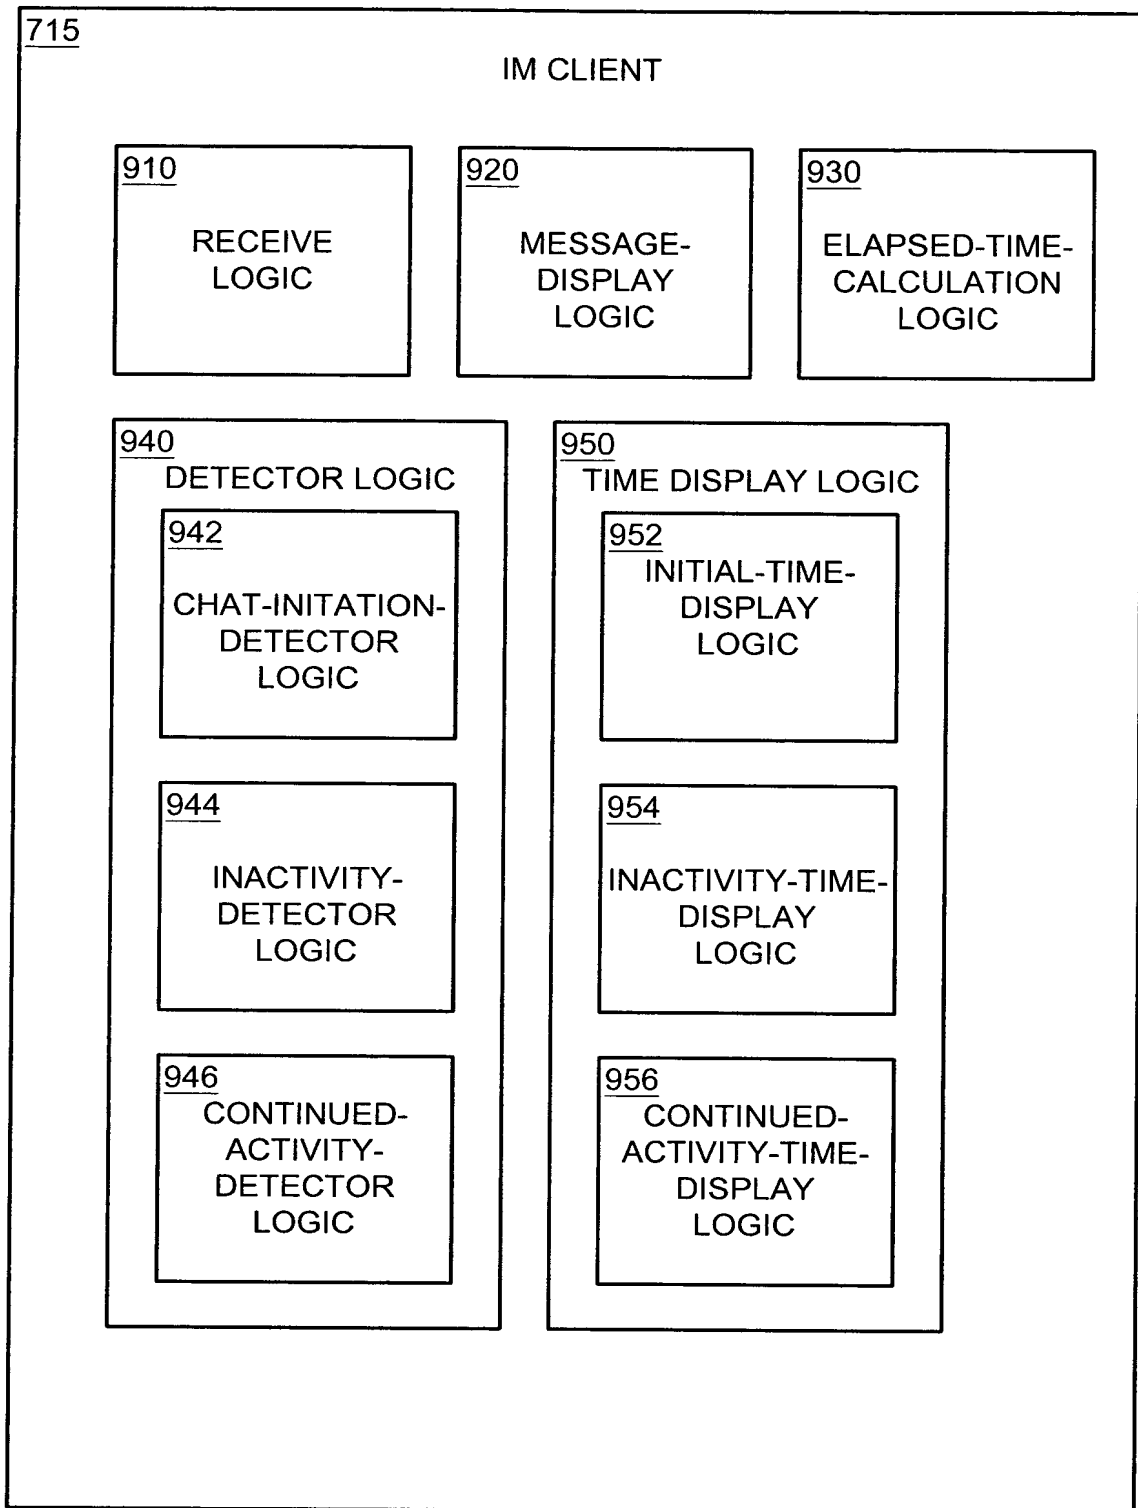 715
IM CLIENT
910
RECEIVE
LOGIC
920
MESSAGE-
DISPLAY
LOGIC
930
ELAPSED-TIME-
CALCULATION
LOGIC
940
DETECTOR LOGIC
942
CHAT-INITATION-
DETECTOR
LOGIC
944
INACTIVITY-
DETECTOR
LOGIC
946
CONTINUED-
ACTIVITY-
DETECTOR
LOGIC
950
TIME DISPLAY LOGIC
952
INITIAL-TIME-
DISPLAY
LOGIC
954
INACTIVITY-TIME-
DISPLAY
LOGIC
956
CONTINUED-
ACTIVITY-TIME-
DISPLAY
LOGIC